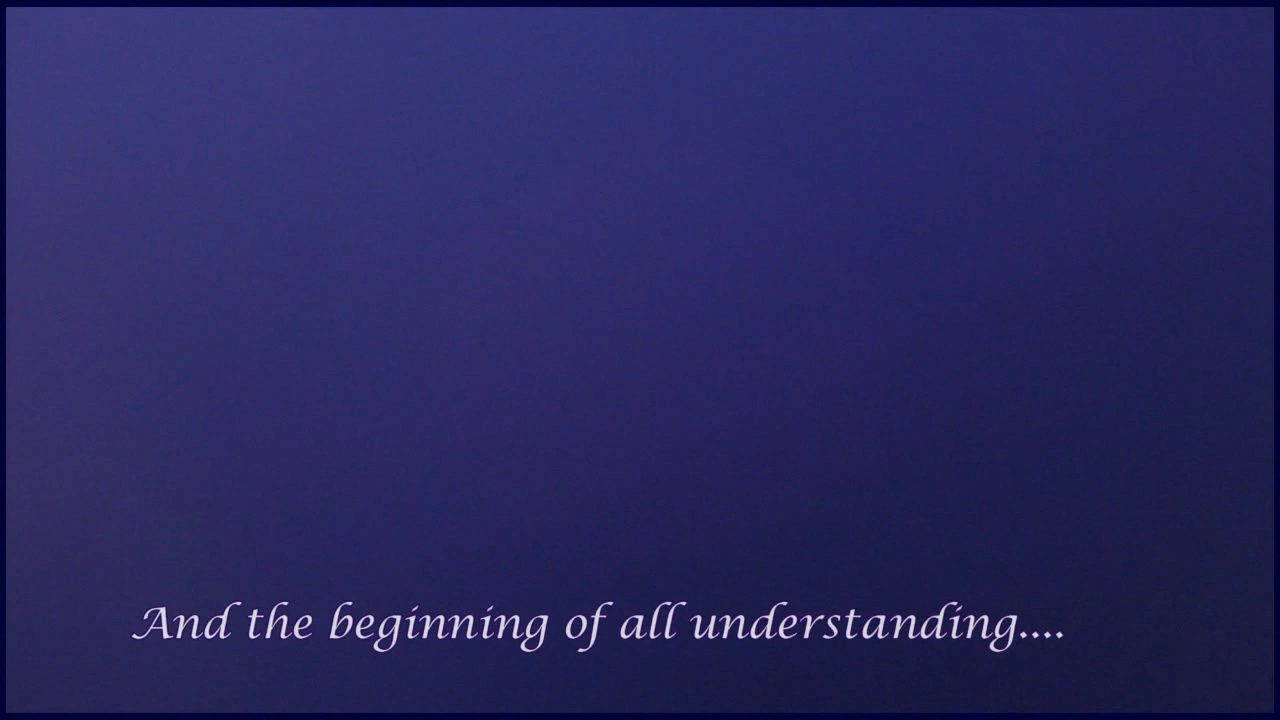 And the beginning of all understanding....